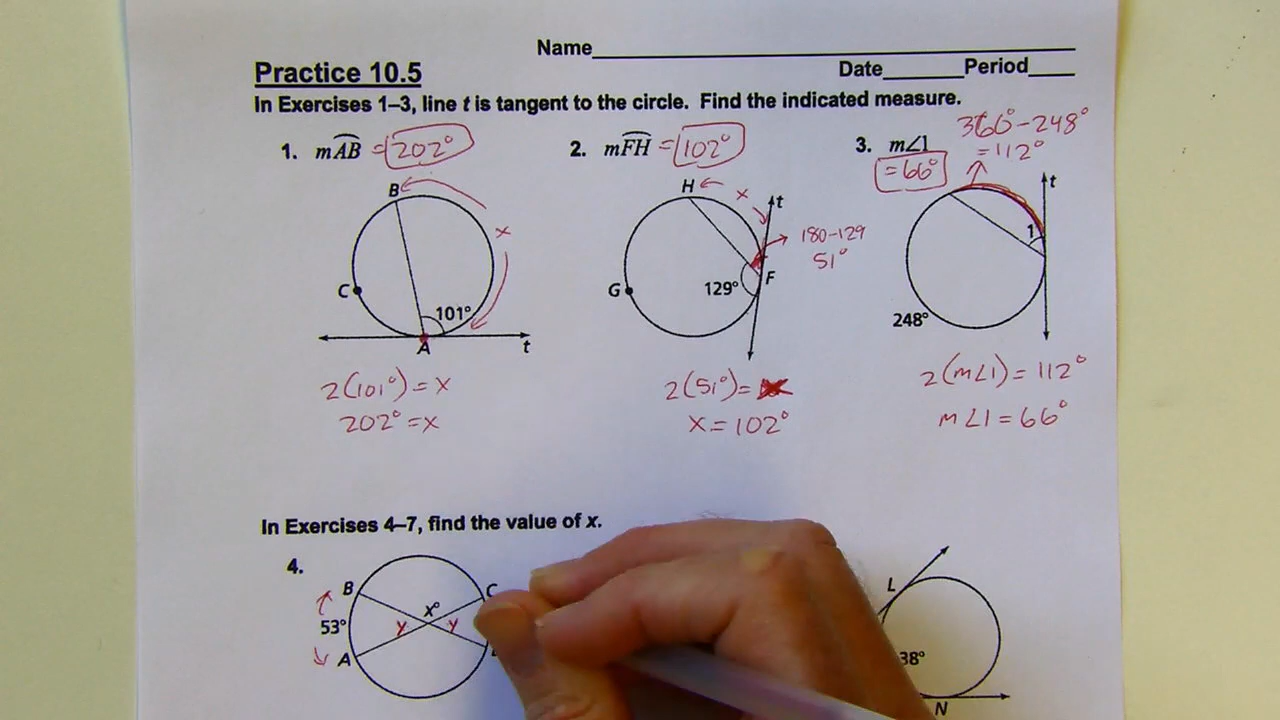 Name
Practice 10.5
Date Period
In Exercises 1–3, line t is tangent to the circle. Find the indicated measure.
1. mAB = 202°
2. mFH = 102°
3. m∠1
= 66°
360° - 248°
= 112°
B
x
C
101°
A
t
2(101°) = x
202° = x
H
x
t
180-129
51°
129°
F
G
2(51°) =
x = 102°
t
1
248°
2(m∠1) = 112°
m∠1 = 66°
In Exercises 4–7, find the value of x.
4.
B
C
x°
53°
y
y
A
L
38°
N